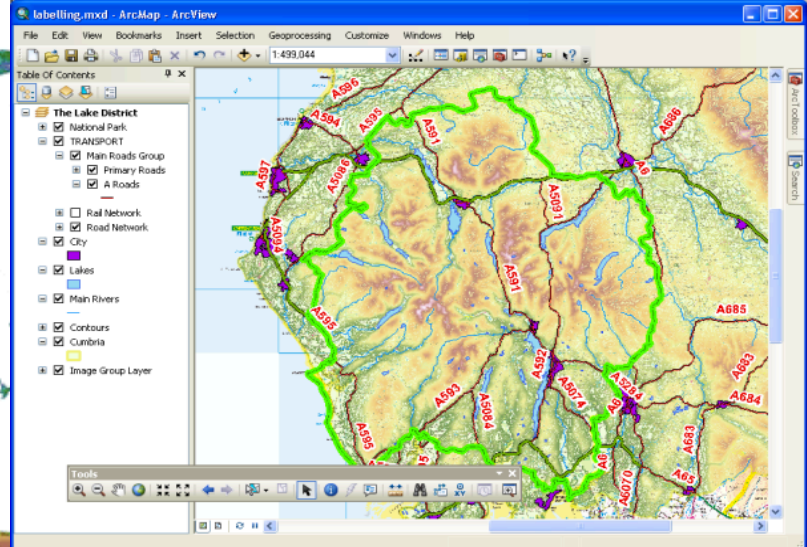 labelling.mxd - ArcMap - ArcView
File Edit View Bookmarks Insert Selection Geoprocessing Customize Windows Help
1:499,044
Table Of Contents
The Lake District
National Park
TRANSPORT
Main Roads Group
Primary Roads
A Roads
Rail Network
Road Network
City
Lakes
Main Rivers
Contours
Cumbria
Image Group Layer
A596
A594
A595
A591
A686
A6
A597
A5086
A5091
A5094
A591
A595
A685
A592
A683
A593
A5074
A5284
A684
A5084
A6
A595
A683
A6
A6070
A65
Tools
ArcToolbox
Search